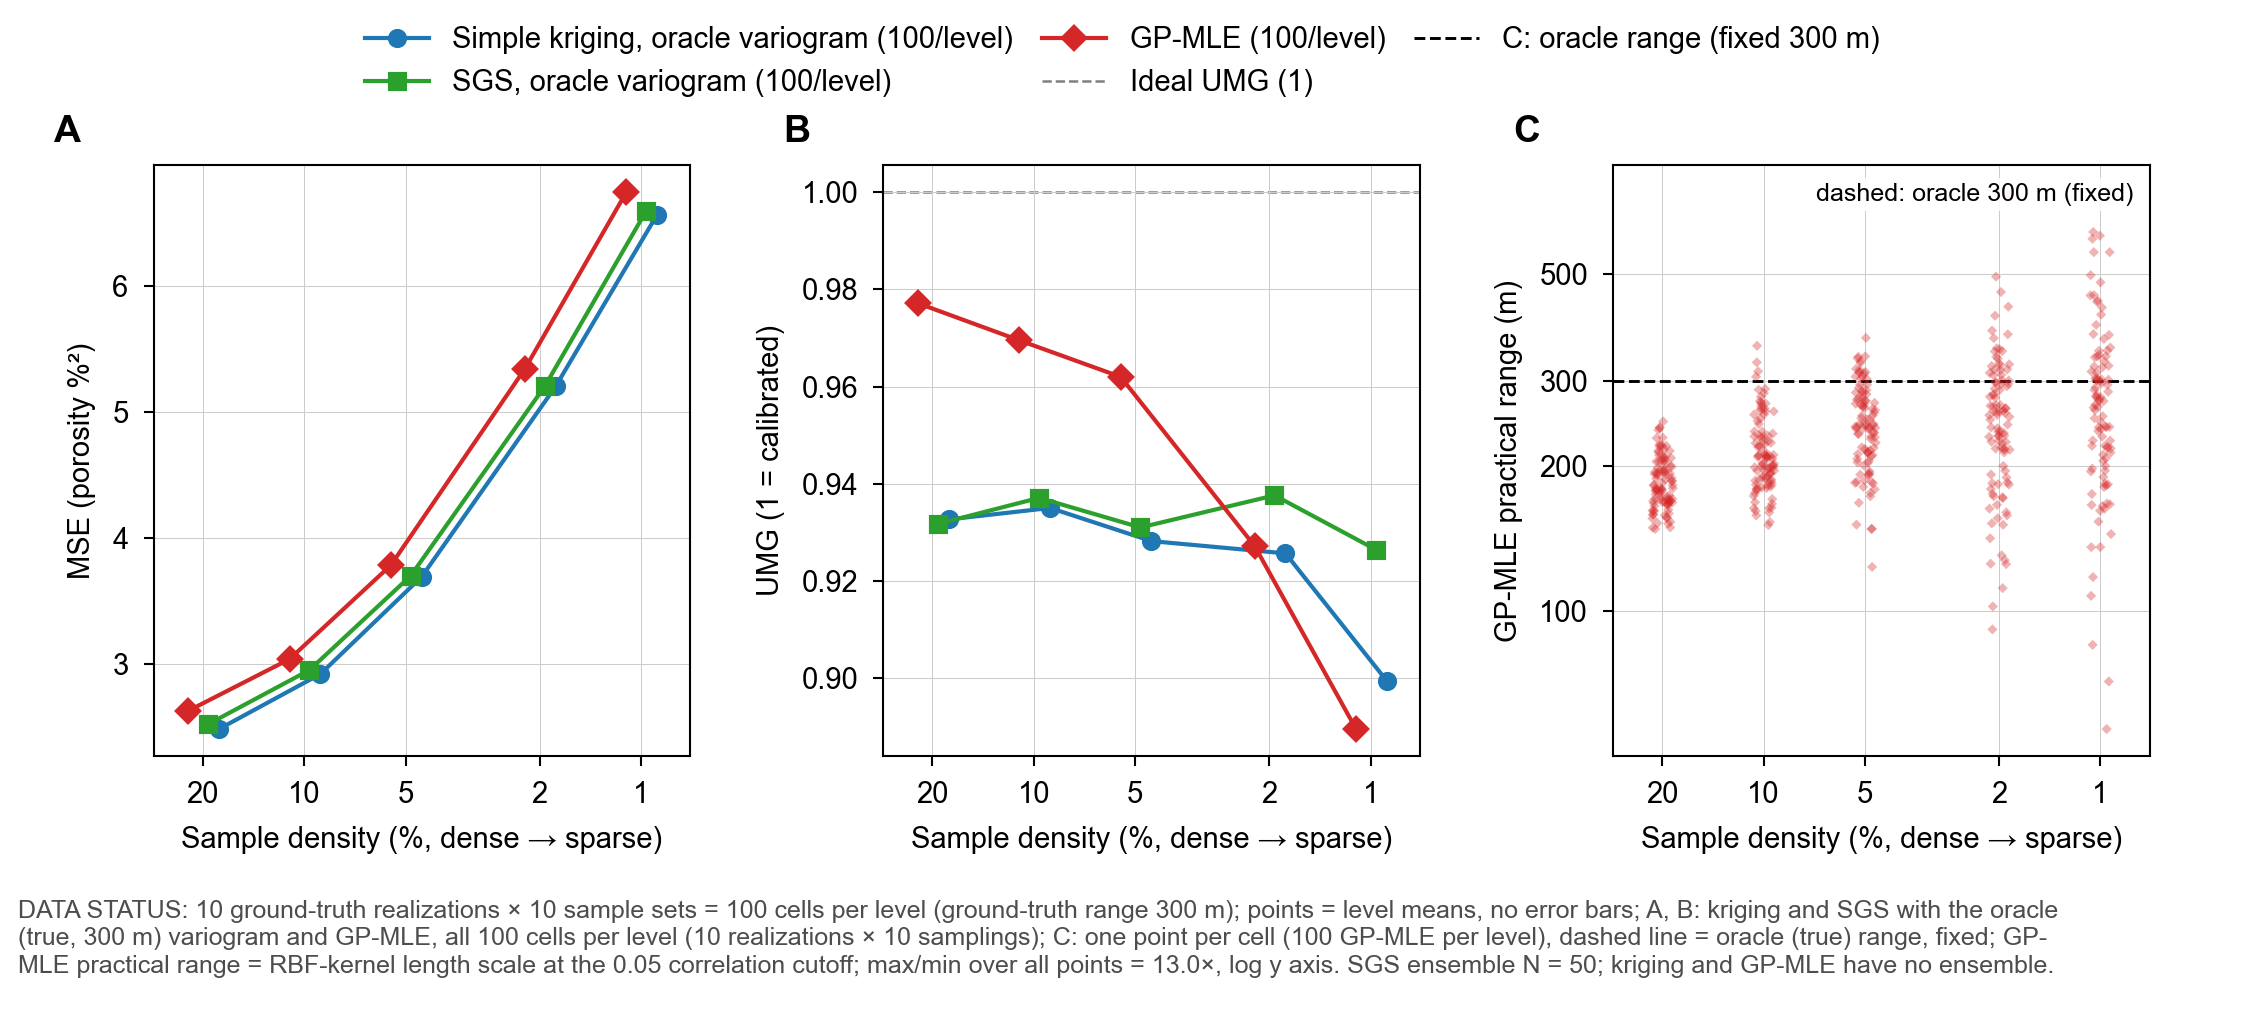 Simple kriging, oracle variogram (100/level)
SGS, oracle variogram (100/level)
GP-MLE (100/level)
Ideal UMG (1)
C: oracle range (fixed 300 m)
A
MSE (porosity %²)
6
5
4
3
20 10 5 2 1
Sample density (%, dense → sparse)
B
UMG (1 = calibrated)
1.00
0.98
0.96
0.94
0.92
0.90
20 10 5 2 1
Sample density (%, dense → sparse)
C
dashed: oracle 300 m (fixed)
GP-MLE practical range (m)
500
300
200
100
20 10 5 2 1
Sample density (%, dense → sparse)
DATA STATUS: 10 ground-truth realizations × 10 sample sets = 100 cells per level (ground-truth range 300 m); points = level means, no error bars; A, B: kriging and SGS with the oracle
(true, 300 m) variogram and GP-MLE, all 100 cells per level (10 realizations × 10 samplings); C: one point per cell (100 GP-MLE per level), dashed line = oracle (true) range, fixed; GP-
MLE practical range = RBF-kernel length scale at the 0.05 correlation cutoff; max/min over all points = 13.0×, log y axis. SGS ensemble N = 50; kriging and GP-MLE have no ensemble.